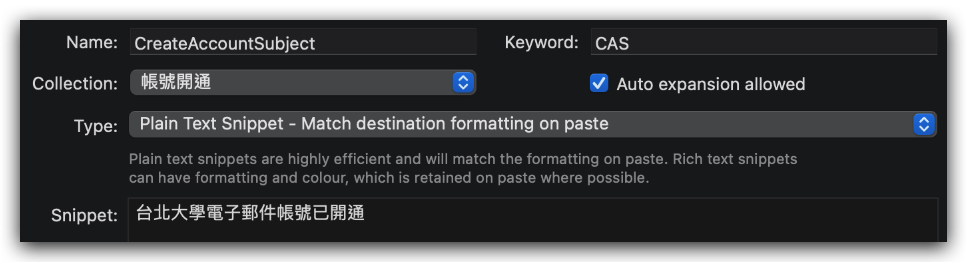 Name: CreateAccountSubject Keyword: CAS
Collection: 帳號開通 Auto expansion allowed
Type: Plain Text Snippet - Match destination formatting on paste
Plain text snippets are highly efficient and will match the formatting on paste. Rich text snippets
can have formatting and colour, which is retained on paste where possible.
Snippet: 台北大學電子郵件帳號已開通